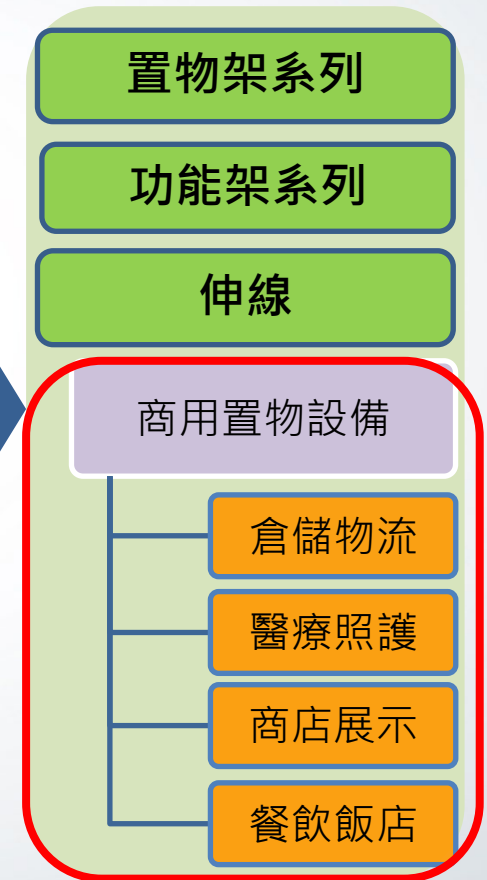 置物架系列
功能架系列
伸線
商用置物設備
倉儲物流
醫療照護
商店展示
餐飲飯店